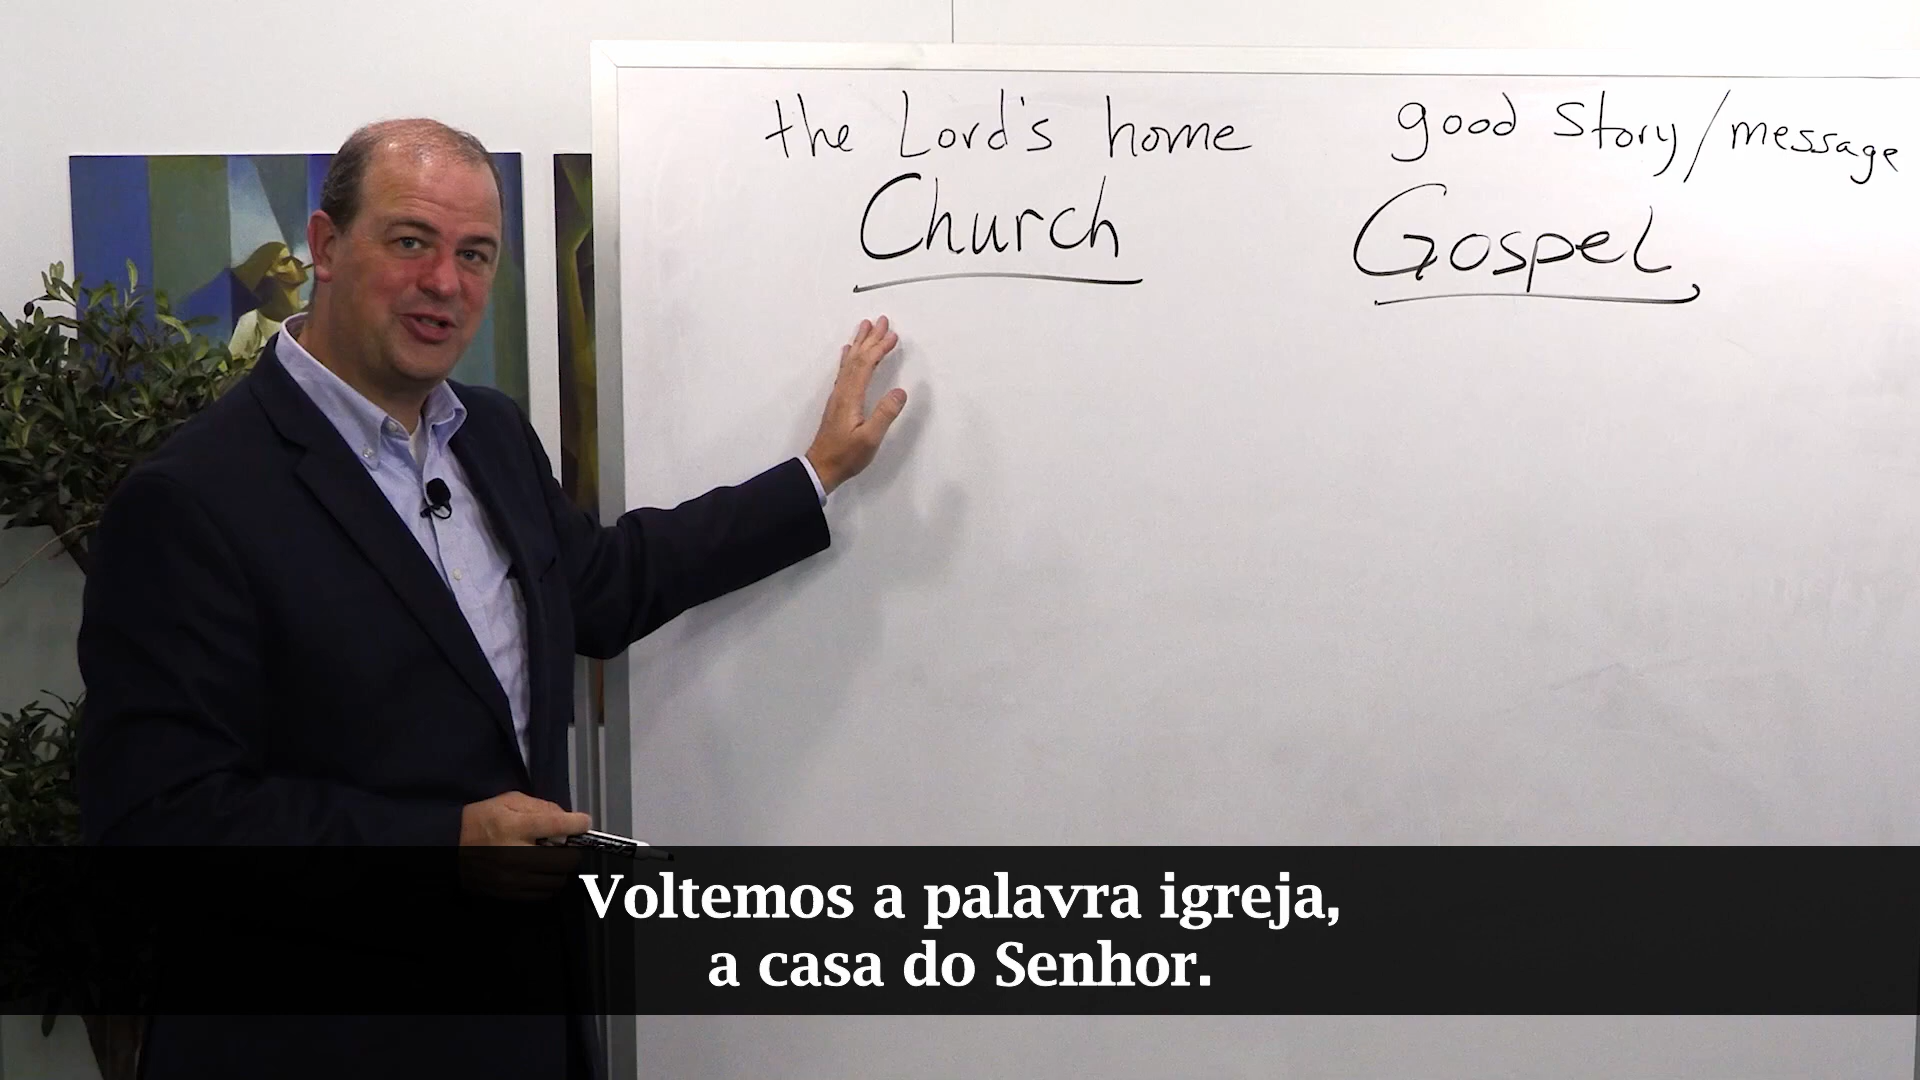 the Lord's home
Church
good story/message
Gospel
Voltemos a palavra igreja,
a casa do Senhor.